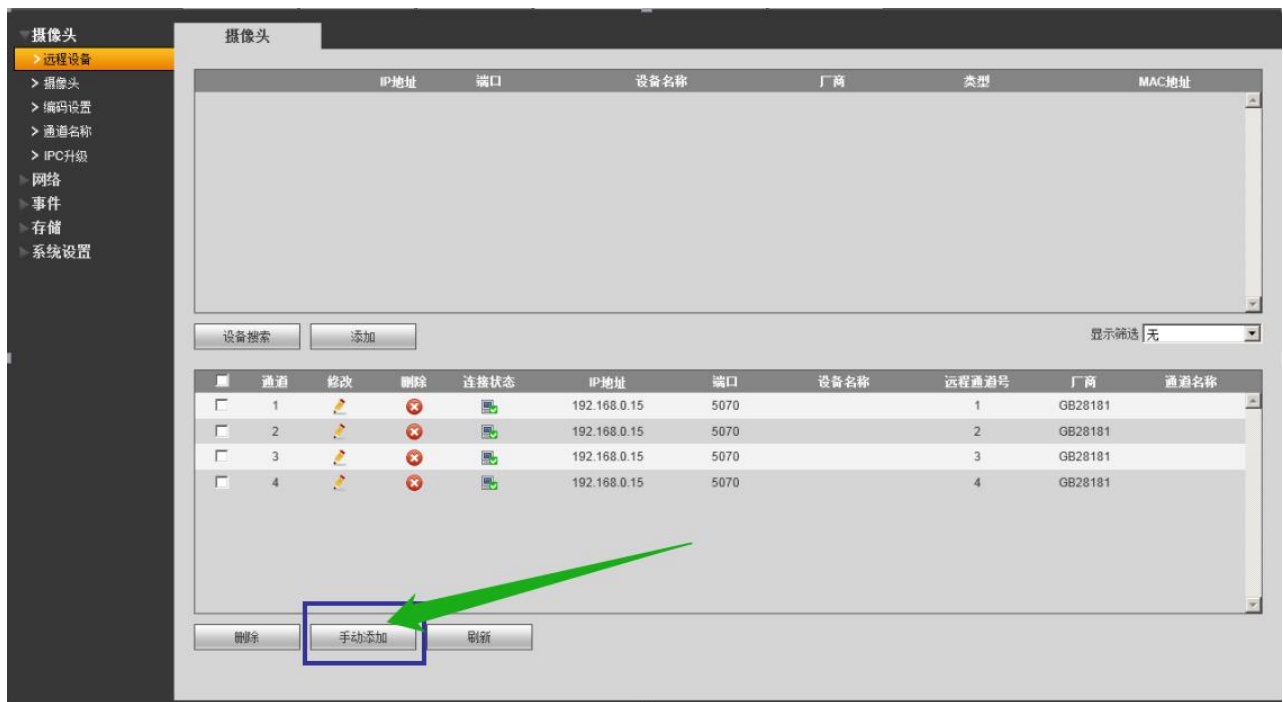 摄像头
远程设备
摄像头
编码设置
通道名称
IPC升级
网络
事件
存储
系统设置
摄像头
IP地址 端口 设备名称 厂商 类型 MAC地址
设备搜索 添加 显示筛选 无
通道 修改 删除 连接状态 IP地址 端口 设备名称 远程通道号 厂商 通道名称
1 192.168.0.15 5070 1 GB28181
2 192.168.0.15 5070 2 GB28181
3 192.168.0.15 5070 3 GB28181
4 192.168.0.15 5070 4 GB28181
删除 手动添加 刷新